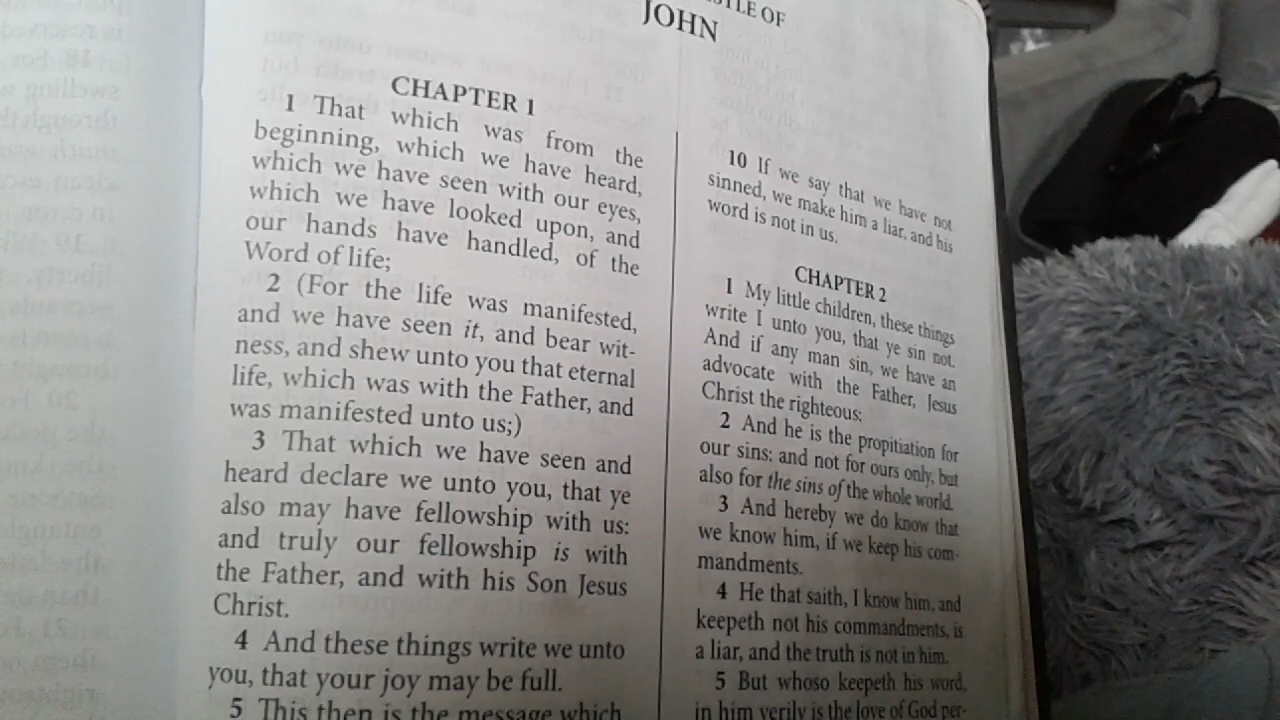 TLE OF
JOHN
CHAPTER 1
1 That which was from the
beginning, which we have heard,
which we have seen with our eyes,
which we have looked upon, and
our hands have handled, of the
Word of life;
2 (For the life was manifested,
and we have seen it, and bear wit-
ness, and shew unto you that eternal
life, which was with the Father, and
was manifested unto us;)
3 That which we have seen and
heard declare we unto you, that ye
also may have fellowship with us:
and truly our fellowship is with
the Father, and with his Son Jesus
Christ.
4 And these things write we unto
you, that your joy may be full.
5 This then is the message which
10 If we say that we have not
sinned, we make him a liar, and his
word is not in us.
CHAPTER 2
1 My little children, these things
write I unto you, that ye sin not.
And if any man sin, we have an
advocate with the Father, Jesus
Christ the righteous:
2 And he is the propitiation for
our sins: and not for ours only, but
also for the sins of the whole world.
3 And hereby we do know that
we know him, if we keep his com-
mandments.
4 He that saith, I know him, and
keepeth not his commandments, is
a liar, and the truth is not in him.
5 But whoso keepeth his word,
in him verily is the love of God per-